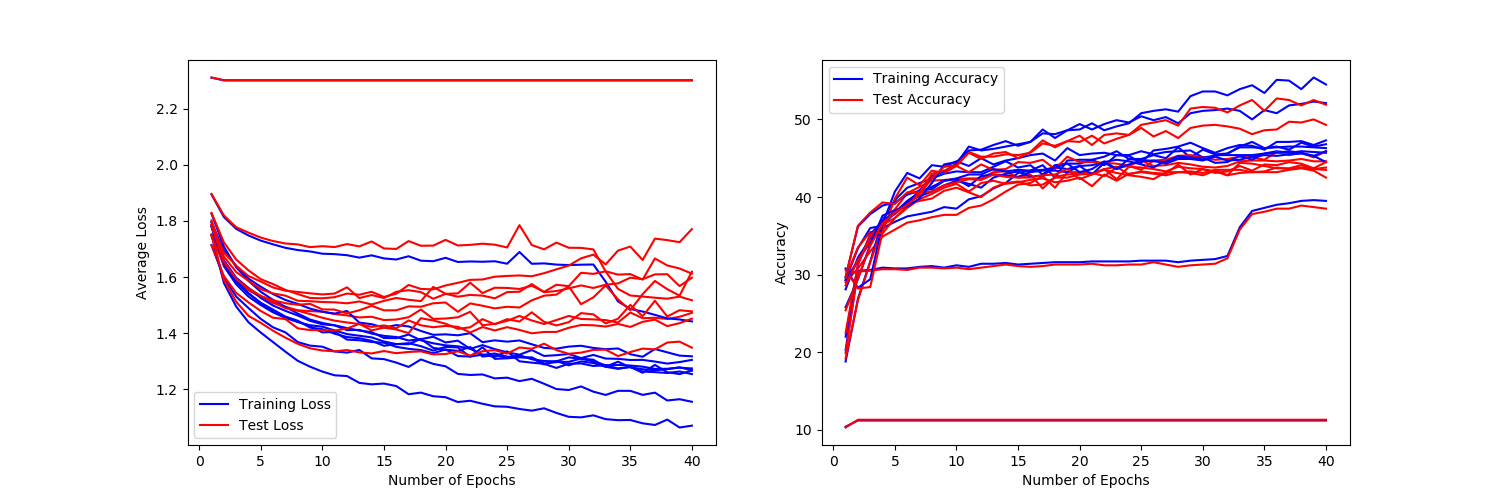 2.2
2.0
1.8
1.6
1.4
1.2
Average Loss
Training Loss
Test Loss
0 5 10 15 20 25 30 35 40
Number of Epochs
Training Accuracy
Test Accuracy
50
40
30
20
10
Accuracy
0 5 10 15 20 25 30 35 40
Number of Epochs